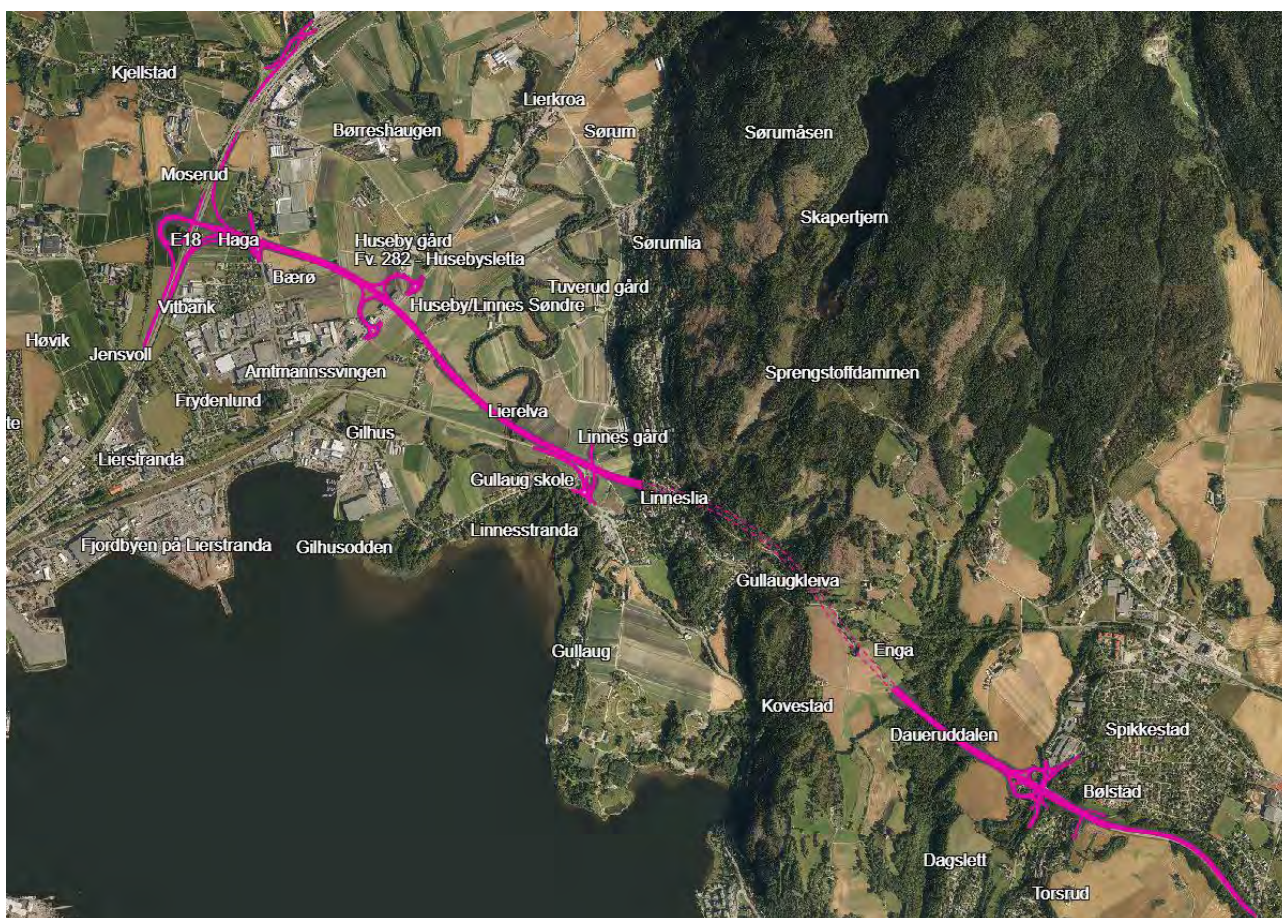 Kjellstad
Lierkroa
Børreshaugen
Sørum
Sørumåsen
Moserud
Skapertjern
E18
Haga
Huseby gård
Fv. 282 - Husebysletta
Sørumlia
Bærø
Tuverud gård
Vitbank
Huseby/Linnes Søndre
Høvik
Jensvoll
Amtmannssvingen
Sprengstoffdammen
Frydenlund
Lierelva
te
Gilhus
Linnes gård
Lierstranda
Gullaug skole
Linneslia
Linnesstranda
Fjordbyen på Lierstranda
Gilhusodden
Gullaugkleiva
Gullaug
Enga
Kovestad
Daueruddalen
Spikkestad
Bølstad
Dagslett
Torsrud